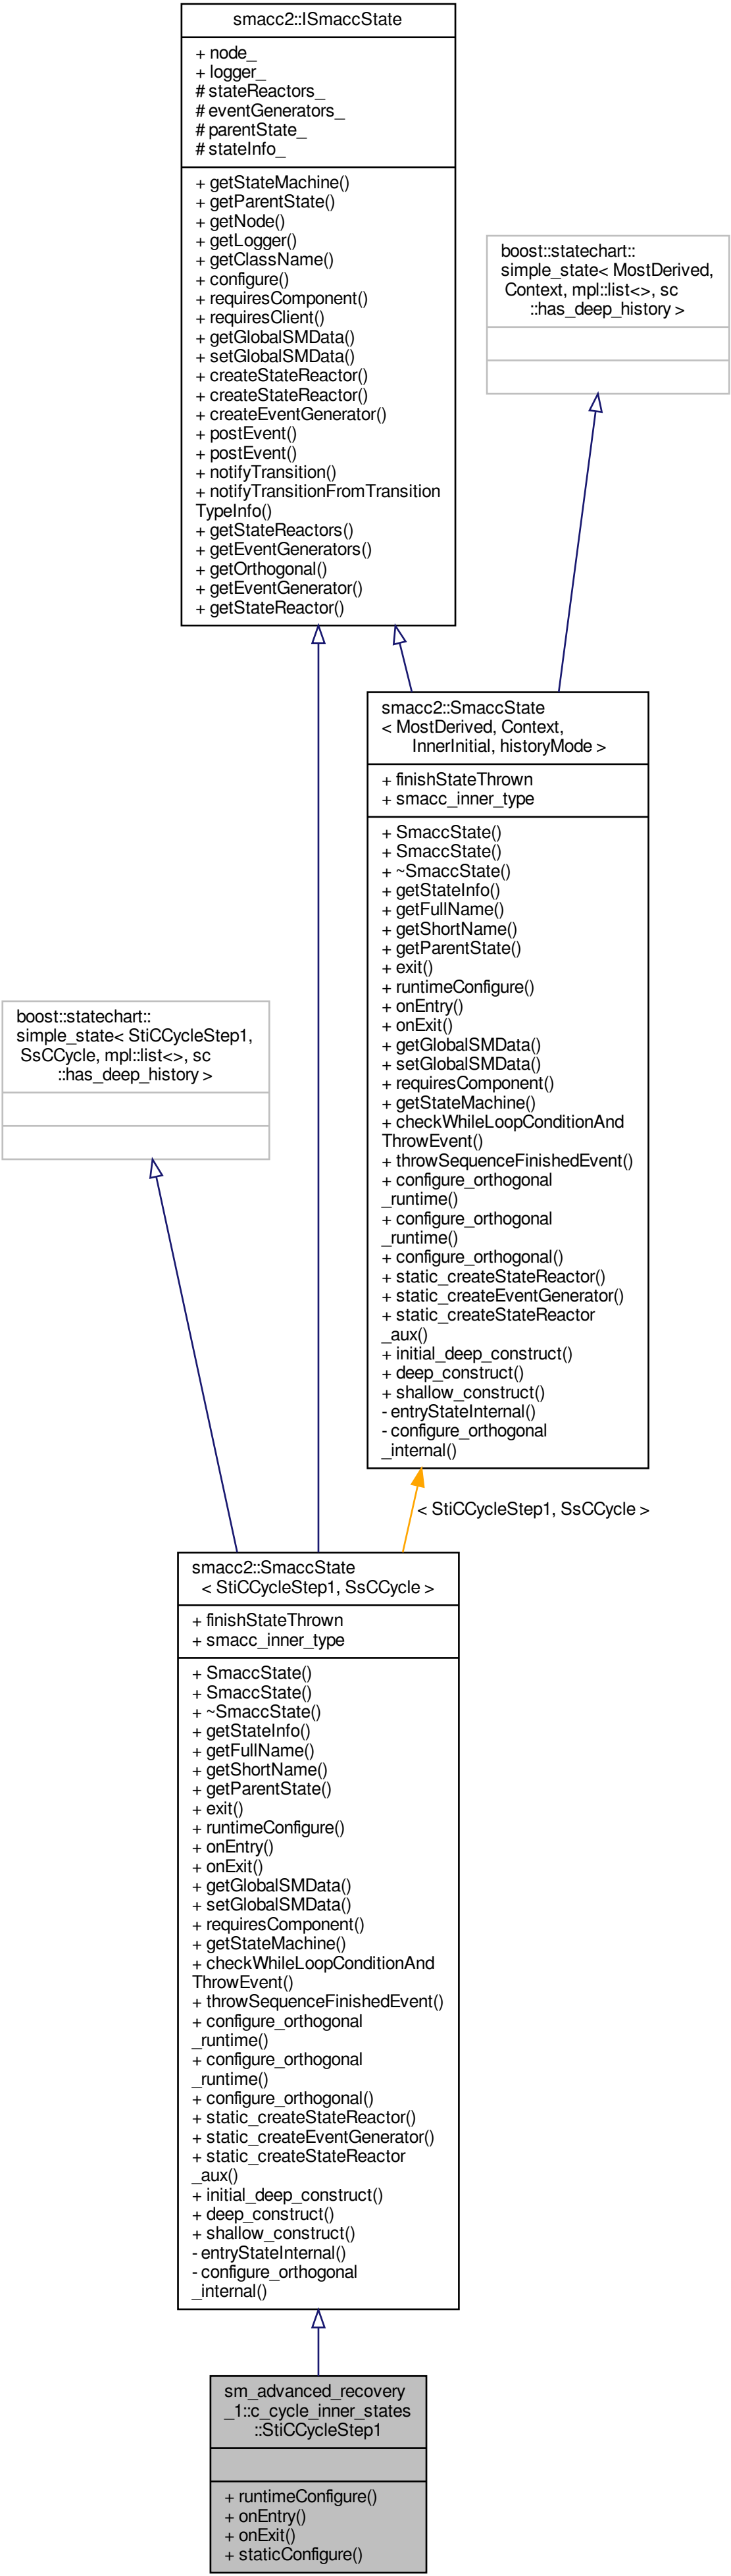 smacc2::ISmaccState
+ node_
+ logger_
# stateReactors_
# eventGenerators_
# parentState_
# stateInfo_
+ getStateMachine()
+ getParentState()
+ getNode()
+ getLogger()
+ getClassName()
+ configure()
+ requiresComponent()
+ requiresClient()
+ getGlobalSMData()
+ setGlobalSMData()
+ createStateReactor()
+ createStateReactor()
+ createEventGenerator()
+ postEvent()
+ postEvent()
+ notifyTransition()
+ notifyTransitionFromTransition
TypeInfo()
+ getStateReactors()
+ getEventGenerators()
+ getOrthogonal()
+ getEventGenerator()
+ getStateReactor()
boost::statechart::
simple_state< MostDerived,
Context, mpl::list<>, sc
::has_deep_history >
smacc2::SmaccState
< MostDerived, Context,
InnerInitial, historyMode >
+ finishStateThrown
+ smacc_inner_type
+ SmaccState()
+ SmaccState()
+ ~SmaccState()
+ getStateInfo()
+ getFullName()
+ getShortName()
+ getParentState()
+ exit()
+ runtimeConfigure()
+ onEntry()
+ onExit()
+ getGlobalSMData()
+ setGlobalSMData()
+ requiresComponent()
+ getStateMachine()
+ checkWhileLoopConditionAnd
ThrowEvent()
+ throwSequenceFinishedEvent()
+ configure_orthogonal
_runtime()
+ configure_orthogonal
_runtime()
+ configure_orthogonal()
+ static_createStateReactor()
+ static_createEventGenerator()
+ static_createStateReactor
_aux()
+ initial_deep_construct()
+ deep_construct()
+ shallow_construct()
- entryStateInternal()
- configure_orthogonal
_internal()
boost::statechart::
simple_state< StiCCycleStep1,
SsCCycle, mpl::list<>, sc
::has_deep_history >
< StiCCycleStep1, SsCCycle >
smacc2::SmaccState
< StiCCycleStep1, SsCCycle >
+ finishStateThrown
+ smacc_inner_type
+ SmaccState()
+ SmaccState()
+ ~SmaccState()
+ getStateInfo()
+ getFullName()
+ getShortName()
+ getParentState()
+ exit()
+ runtimeConfigure()
+ onEntry()
+ onExit()
+ getGlobalSMData()
+ setGlobalSMData()
+ requiresComponent()
+ getStateMachine()
+ checkWhileLoopConditionAnd
ThrowEvent()
+ throwSequenceFinishedEvent()
+ configure_orthogonal
_runtime()
+ configure_orthogonal
_runtime()
+ configure_orthogonal()
+ static_createStateReactor()
+ static_createEventGenerator()
+ static_createStateReactor
_aux()
+ initial_deep_construct()
+ deep_construct()
+ shallow_construct()
- entryStateInternal()
- configure_orthogonal
_internal()
sm_advanced_recovery
_1::c_cycle_inner_states
::StiCCycleStep1
+ runtimeConfigure()
+ onEntry()
+ onExit()
+ staticConfigure()